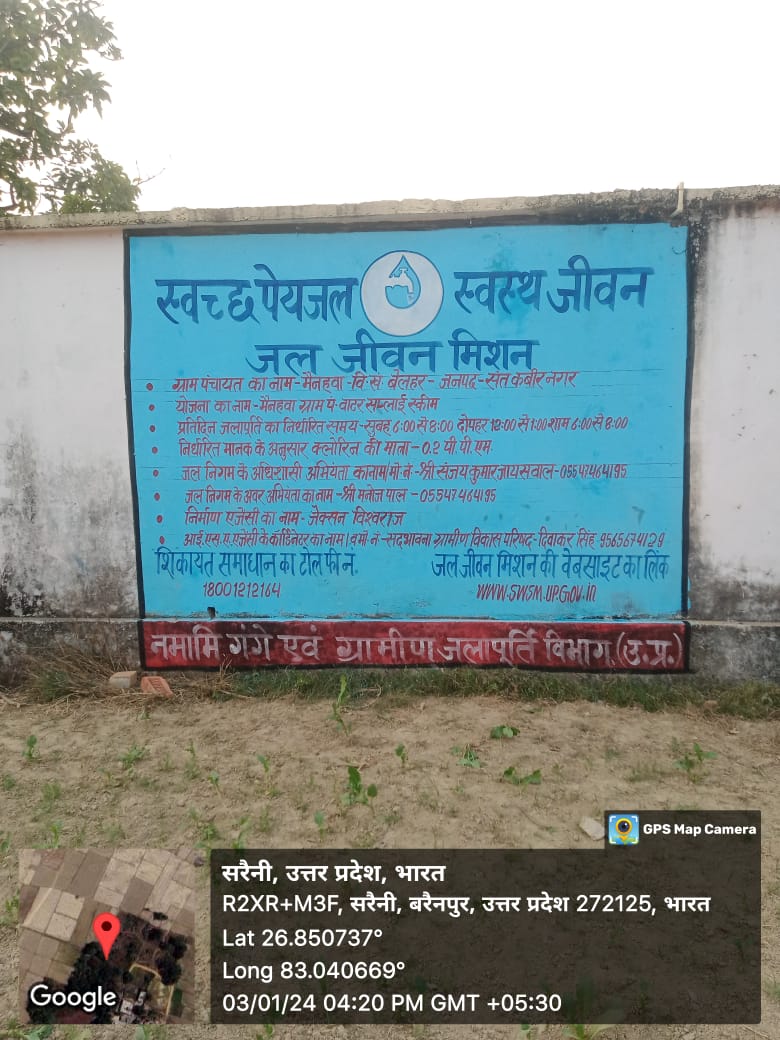 स्वच्छ पेयजल स्वस्थ जीवन
जल जीवन मिशन
• ग्राम पंचायत का नाम-मैनहवा-वि.ख. बेलहर- जनपद-संत कबीर नगर
• योजना का नाम-मैनहवा ग्राम पं. वाटर सप्लाई स्कीम
• प्रतिदिन जलापूर्ति का निर्धारित समय-सुबह 6:00 से 8:00 दोपहर 12:00 से 1:00 शाम 6:00 से 8:00
• निर्धारित मानक के अनुसार क्लोरिन की मात्रा-0.2 पी.पी.एम.
• जल निगम के अधिशासी अभियंता का नाम/मो.नं.-श्री संजय कुमार जायसवाल-05547464195
• जल निगम के अवर अभियंता का नाम-श्री मनोज पाल-05547464195
• निर्माण एजेंसी का नाम- जेक्सन विश्वराज
• आई.एस.ए.एजेंसी के कॉर्डिनेटर का नाम। व मो नं-सदभावना ग्रामीण विकास परिषद-दिवाकर सिंह 9565674129
शिकायत समाधान का टोल फ्री नं. जल जीवन मिशन की वेबसाइट का लिंक
18001212164 WWW.SWSM.UP.GOV.in
नमामि गंगे एवं ग्रामीण जलापूर्ति विभाग (उ.प्र.)
GPS Map Camera
सरैनी, उत्तर प्रदेश, भारत
R2XR+M3F, सरैनी, बरैनपुर, उत्तर प्रदेश 272125, भारत
Lat 26.850737°
Long 83.040669°
03/01/24 04:20 PM GMT +05:30
Google